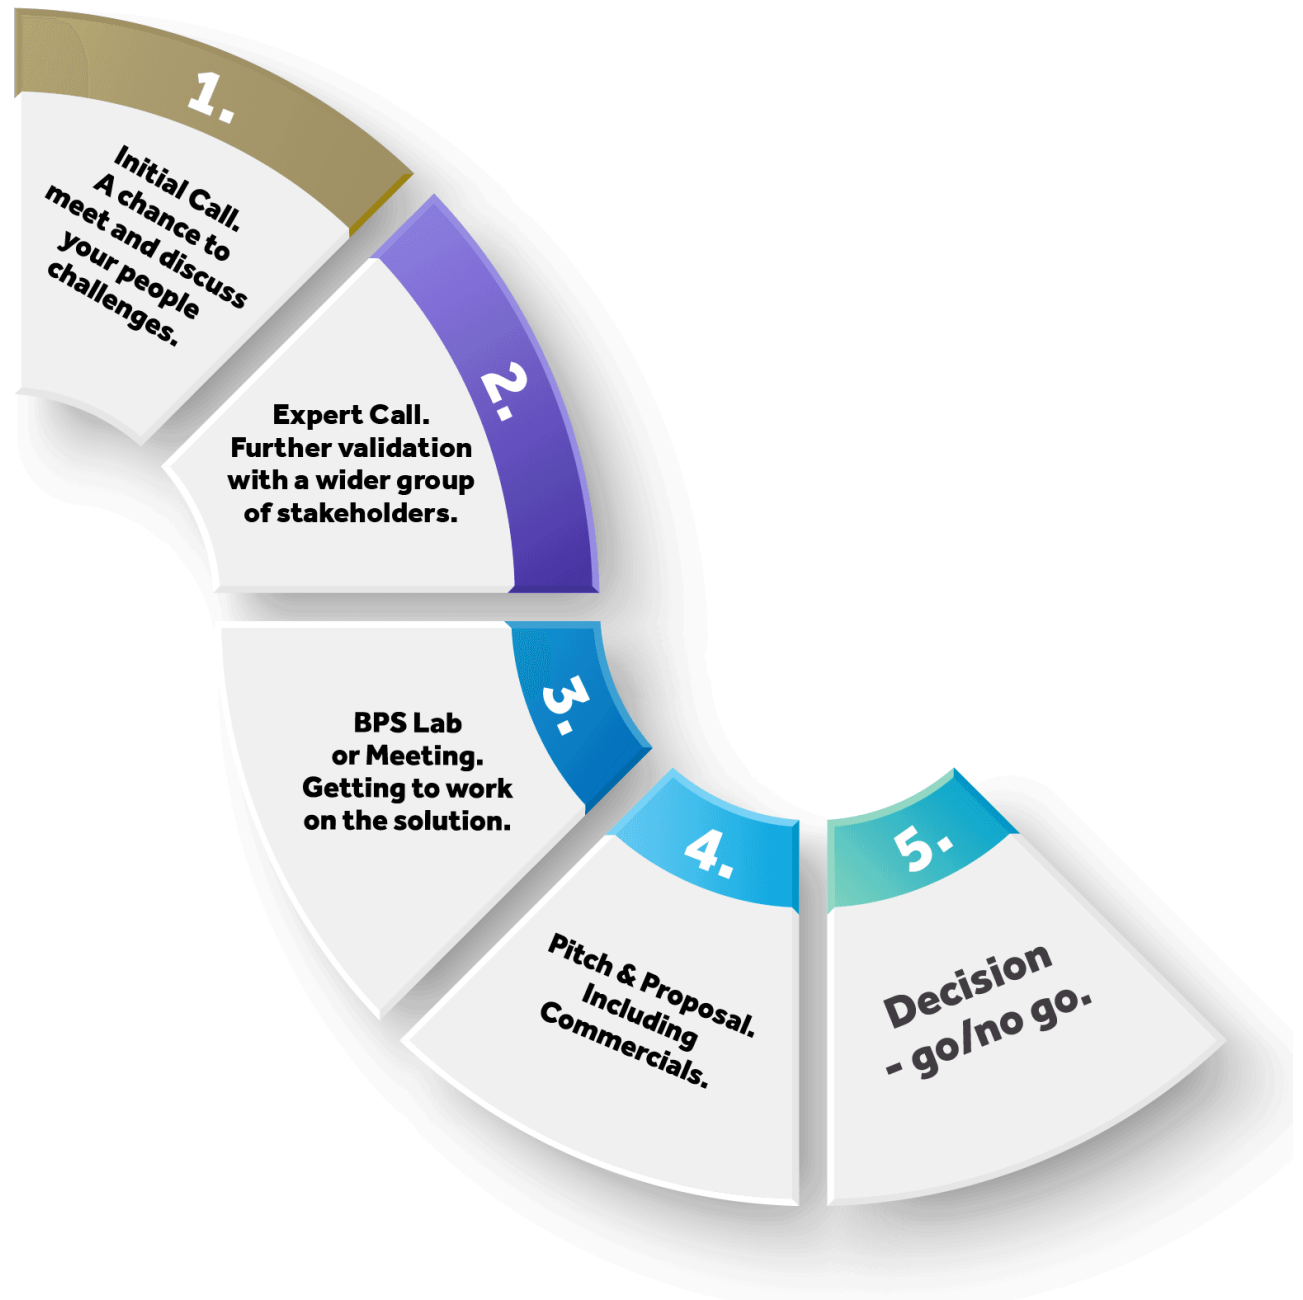 1.
Initial Call.
A chance to
meet and discuss
your people
challenges.
2.
Expert Call.
Further validation
with a wider group
of stakeholders.
3.
BPS Lab
or Meeting.
Getting to work
on the solution.
4.
Pitch & Proposal.
Including
Commercials.
5.
Decision
- go/no go.